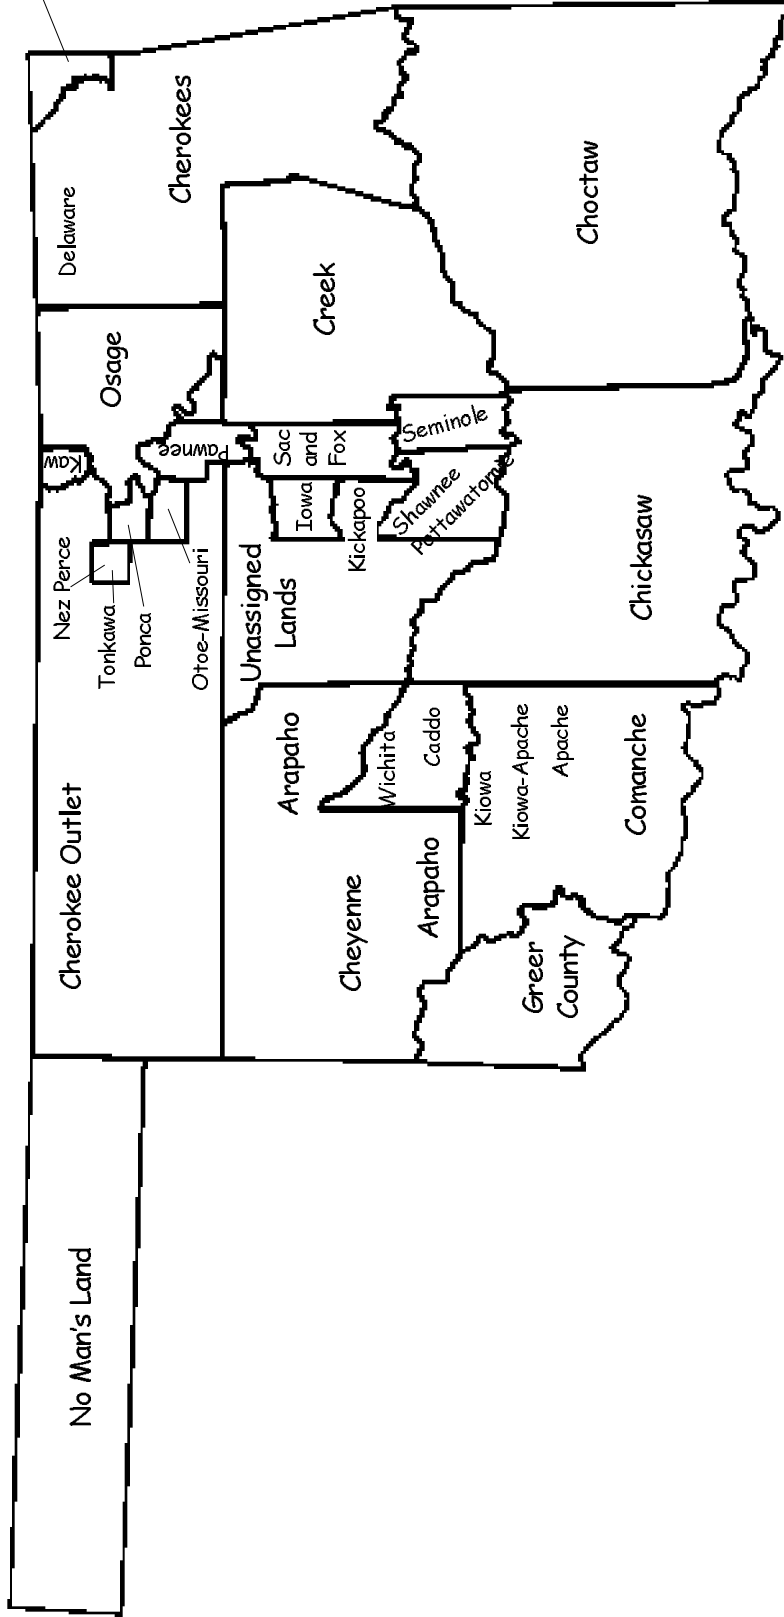 No Man's Land
Cherokee Outlet
Nez Perce
Tonkawa
Ponca
Otoe-Missouri
Kaw
Osage
Pawnee
Delaware
Cherokees
Cheyenne
Arapaho
Arapaho
Unassigned
Lands
Iowa
Kickapoo
Sac
and
Fox
Creek
Wichita
Caddo
Shawnee
Pottawatomie
Seminole
Greer
County
Kiowa
Kiowa-Apache
Apache
Comanche
Chickasaw
Choctaw